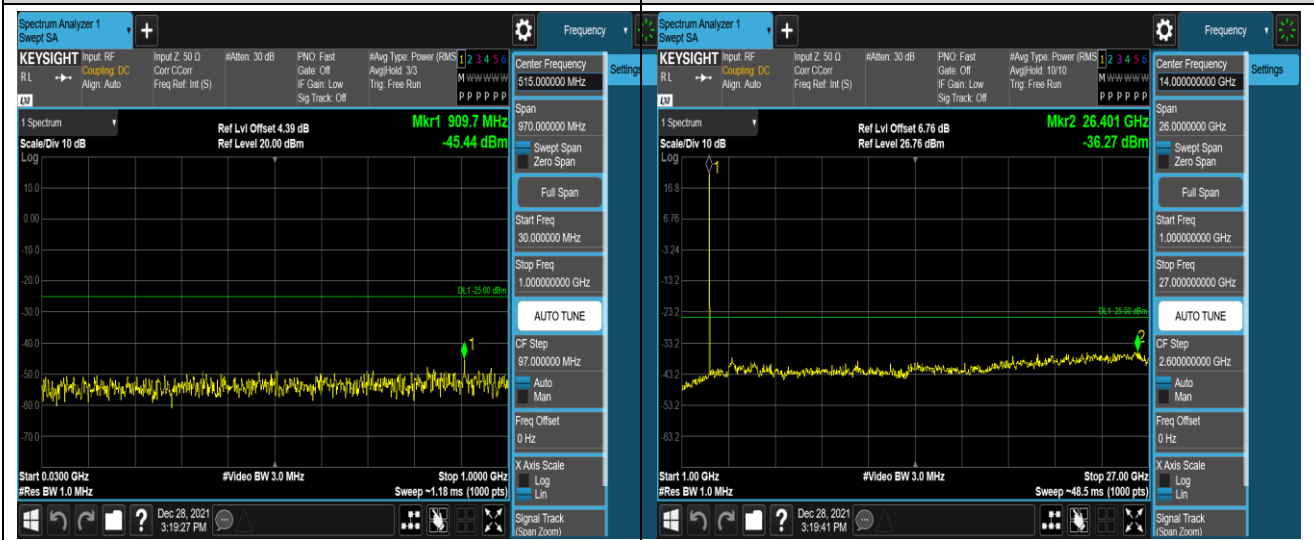 Spectrum Analyzer 1
Swept SA
+
Frequency
KEYSIGHT
Input: RF
Coupling: DC
Align: Auto
Input Z: 50 Ω
Corr CCorr
Freq Ref: Int (S)
#Atten: 30 dB
PNO: Fast
Gate: Off
IF Gain: Low
Sig Track: Off
#Avg Type: Power (RMS
Avg|Hold: 3/3
Trig: Free Run
1 2 3 4 5 6
M W W W W W
P P P P P P
RL
LXI
1 Spectrum
Scale/Div 10 dB
Log
Ref Lvl Offset 4.39 dB
Ref Level 20.00 dBm
Mkr1 909.7 MHz
-45.44 dBm
10.0
0.00
-10.0
-20.0
-30.0
-40.0
-50.0
-60.0
-70.0
DL1 -25.00 dBm
1
Start 0.0300 GHz
#Res BW 1.0 MHz
#Video BW 3.0 MHz
Stop 1.0000 GHz
Sweep ~1.18 ms (1000 pts)
Dec 28, 2021
3:19:27 PM
?
Center Frequency
515.000000 MHz
Span
970.000000 MHz
Swept Span
Zero Span
Full Span
Start Freq
30.000000 MHz
Stop Freq
1.000000000 GHz
AUTO TUNE
CF Step
97.000000 MHz
Auto
Man
Freq Offset
0 Hz
X Axis Scale
Log
Lin
Signal Track
(Span Zoom)
Settings
Spectrum Analyzer 1
Swept SA
+
Frequency
KEYSIGHT
Input: RF
Coupling: DC
Align: Auto
Input Z: 50 Ω
Corr CCorr
Freq Ref: Int (S)
#Atten: 30 dB
PNO: Fast
Gate: Off
IF Gain: Low
Sig Track: Off
#Avg Type: Power (RMS
Avg|Hold: 10/10
Trig: Free Run
1 2 3 4 5 6
M W W W W W
P P P P P P
RL
LXI
1 Spectrum
Scale/Div 10 dB
Log
Ref Lvl Offset 6.76 dB
Ref Level 26.76 dBm
Mkr2 26.401 GHz
-36.27 dBm
16.8
6.76
-3.24
-13.2
-23.2
-33.2
-43.2
-53.2
-63.2
1
DL1 -25.00 dBm
2
Start 1.00 GHz
#Res BW 1.0 MHz
#Video BW 3.0 MHz
Stop 27.00 GHz
Sweep ~48.5 ms (1000 pts)
Dec 28, 2021
3:19:41 PM
?
Center Frequency
14.000000000 GHz
Span
26.0000000 GHz
Swept Span
Zero Span
Full Span
Start Freq
1.000000000 GHz
Stop Freq
27.000000000 GHz
AUTO TUNE
CF Step
2.600000000 GHz
Auto
Man
Freq Offset
0 Hz
X Axis Scale
Log
Lin
Signal Track
(Span Zoom)
Settings